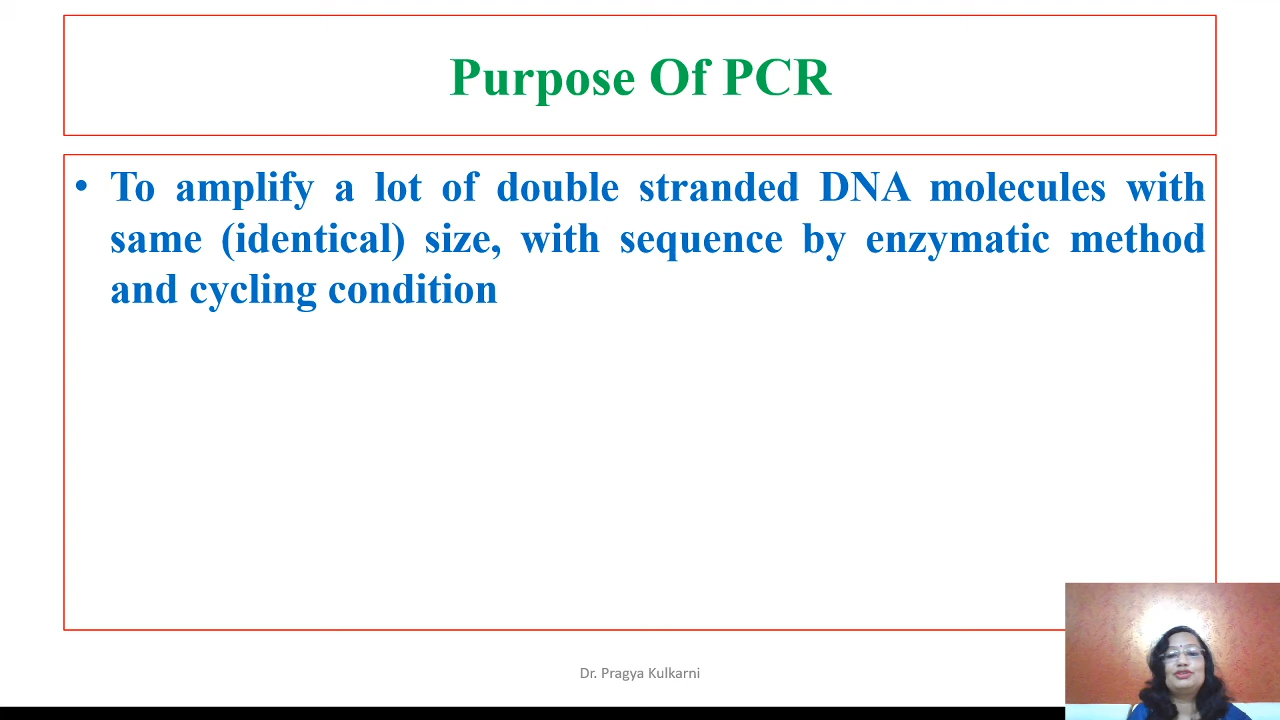 Purpose Of PCR
• To amplify a lot of double stranded DNA molecules with
same (identical) size, with sequence by enzymatic method
and cycling condition
Dr. Pragya Kulkarni